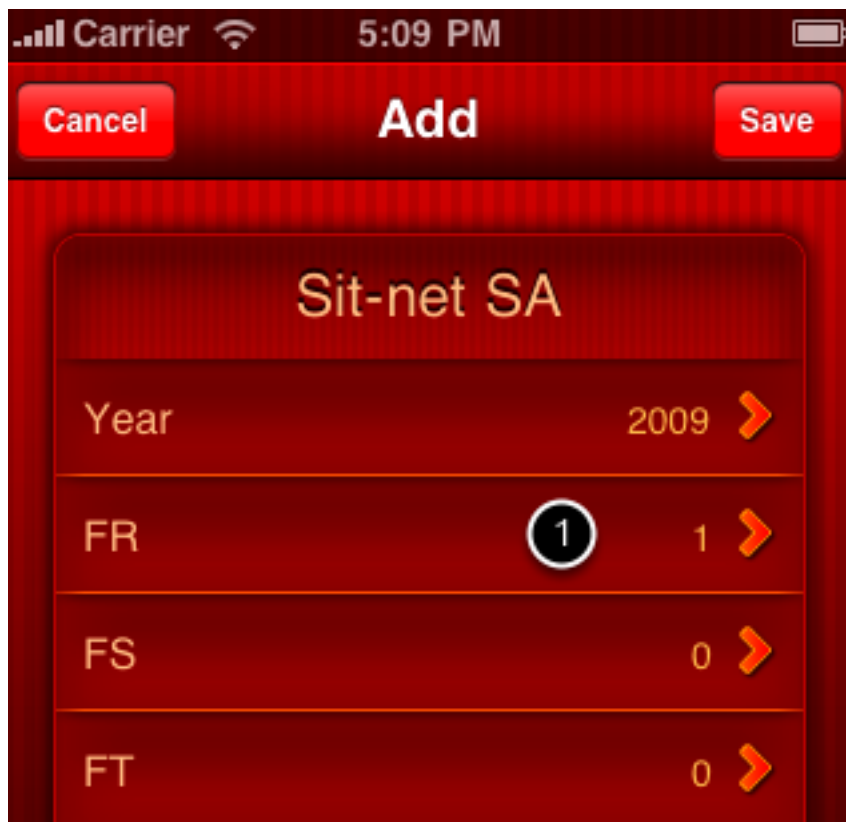 Carrier 5:09 PM
Cancel Add Save
Sit-net SA
Year 2009
FR 1 1
FS 0
FT 0